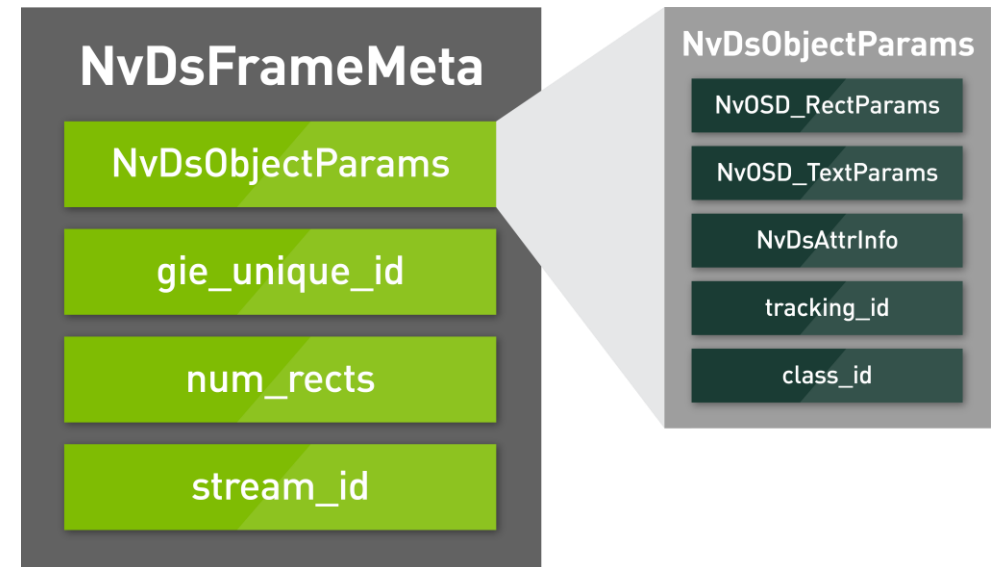 NvDsFrameMeta
NvDsObjectParams
gie_unique_id
num_rects
stream_id
NvDsObjectParams
NvOSD_RectParams
NvOSD_TextParams
NvDsAttrInfo
tracking_id
class_id